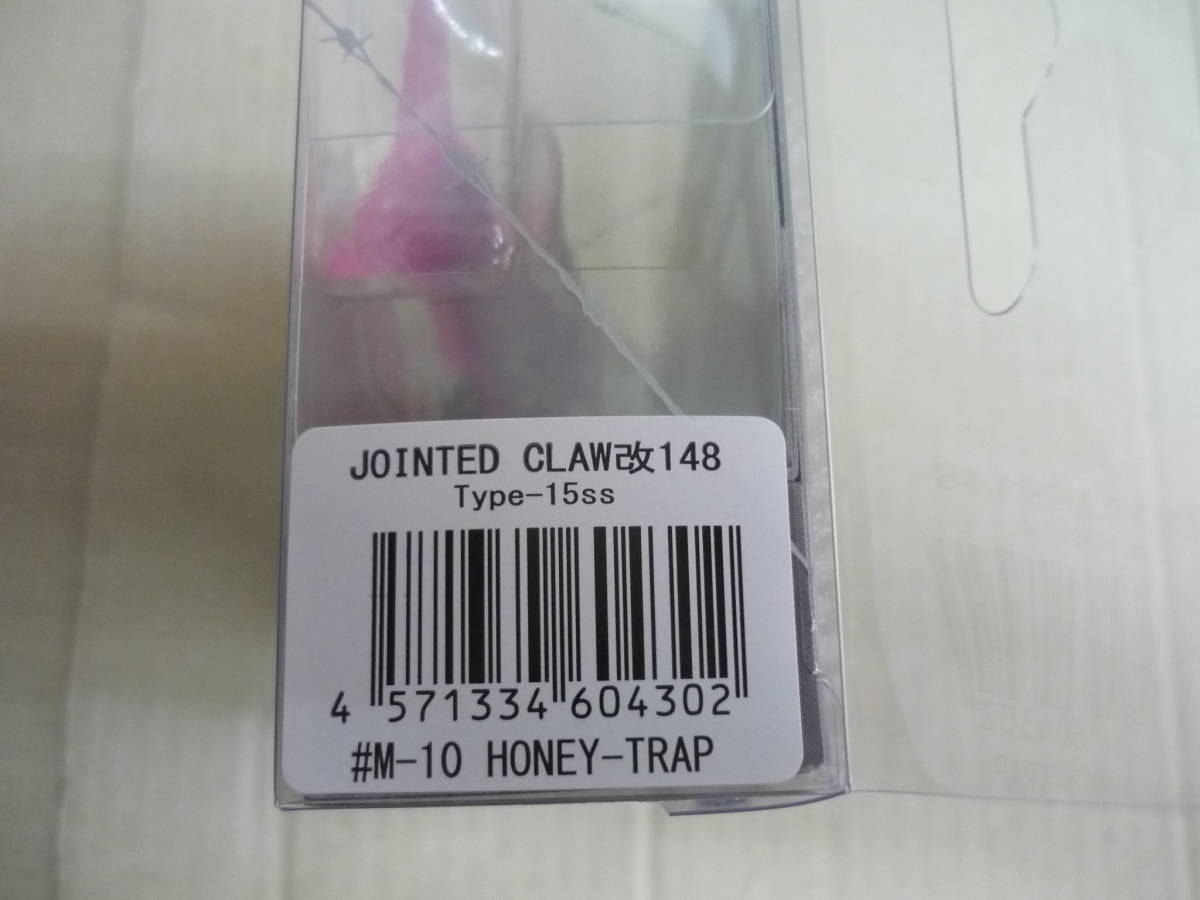 JOINTED CLAW改148
Type-15ss
4 571334 604302
#M-10 HONEY-TRAP